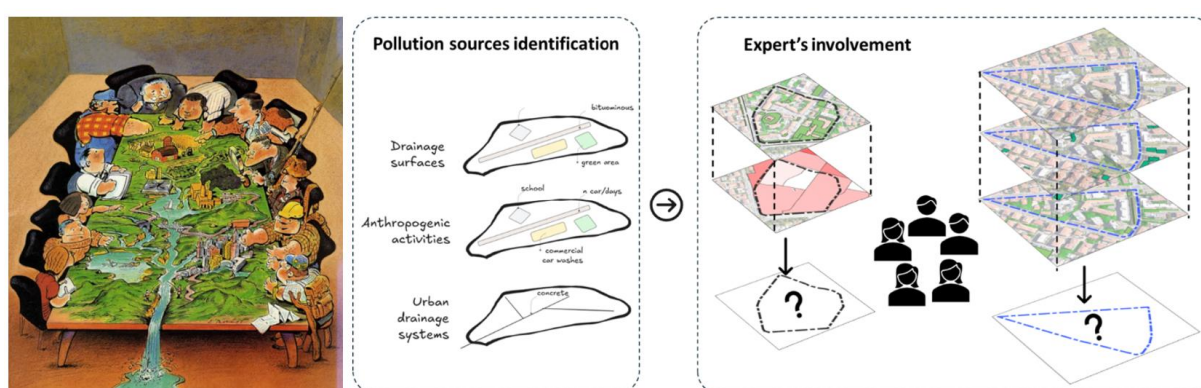 Pollution sources identification
bituominous
Drainage
surfaces
green area
school
n car/days
Anthropogenic
activities
commercial
car washes
concrete
Urban
drainage
systems
Expert's involvement
?
?